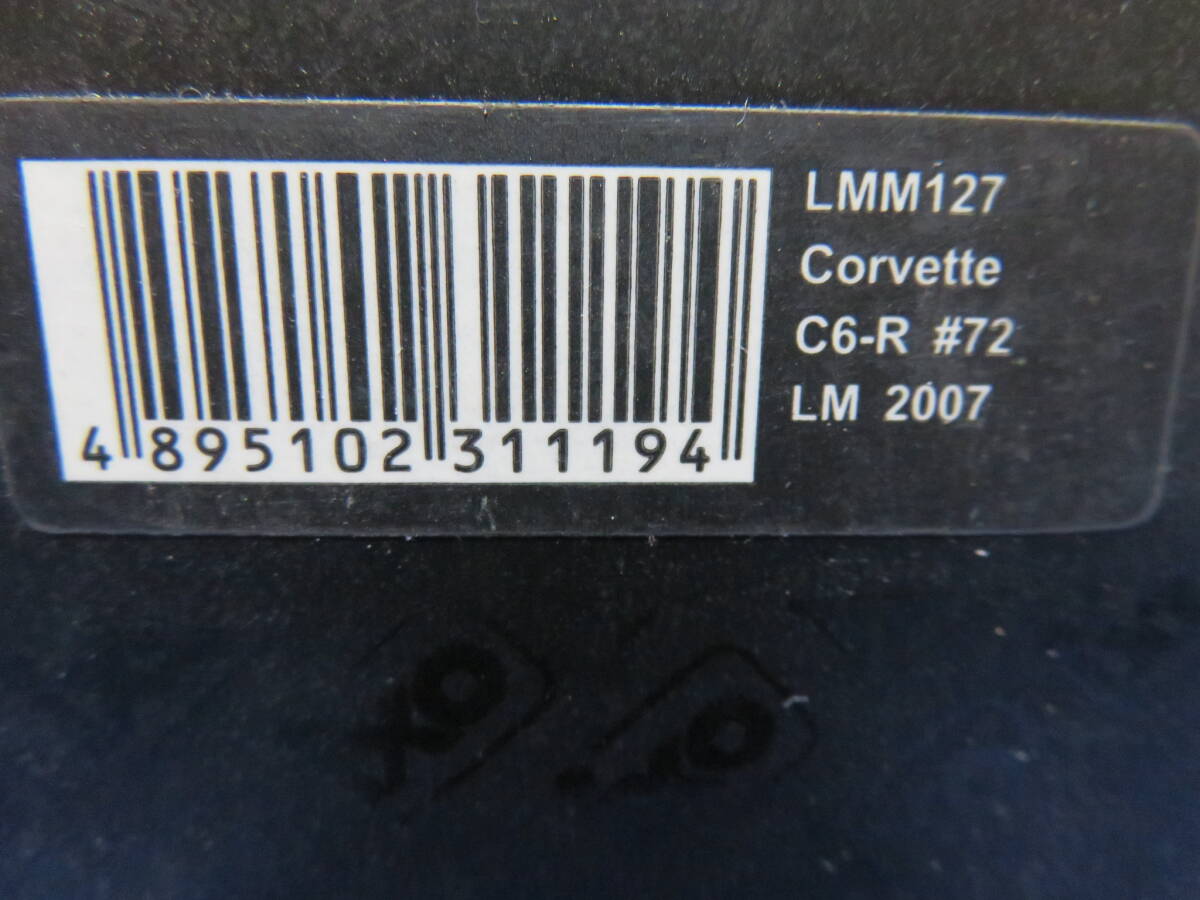 LMM127
Corvette
C6-R #72
LM 2007
4 895102 311194